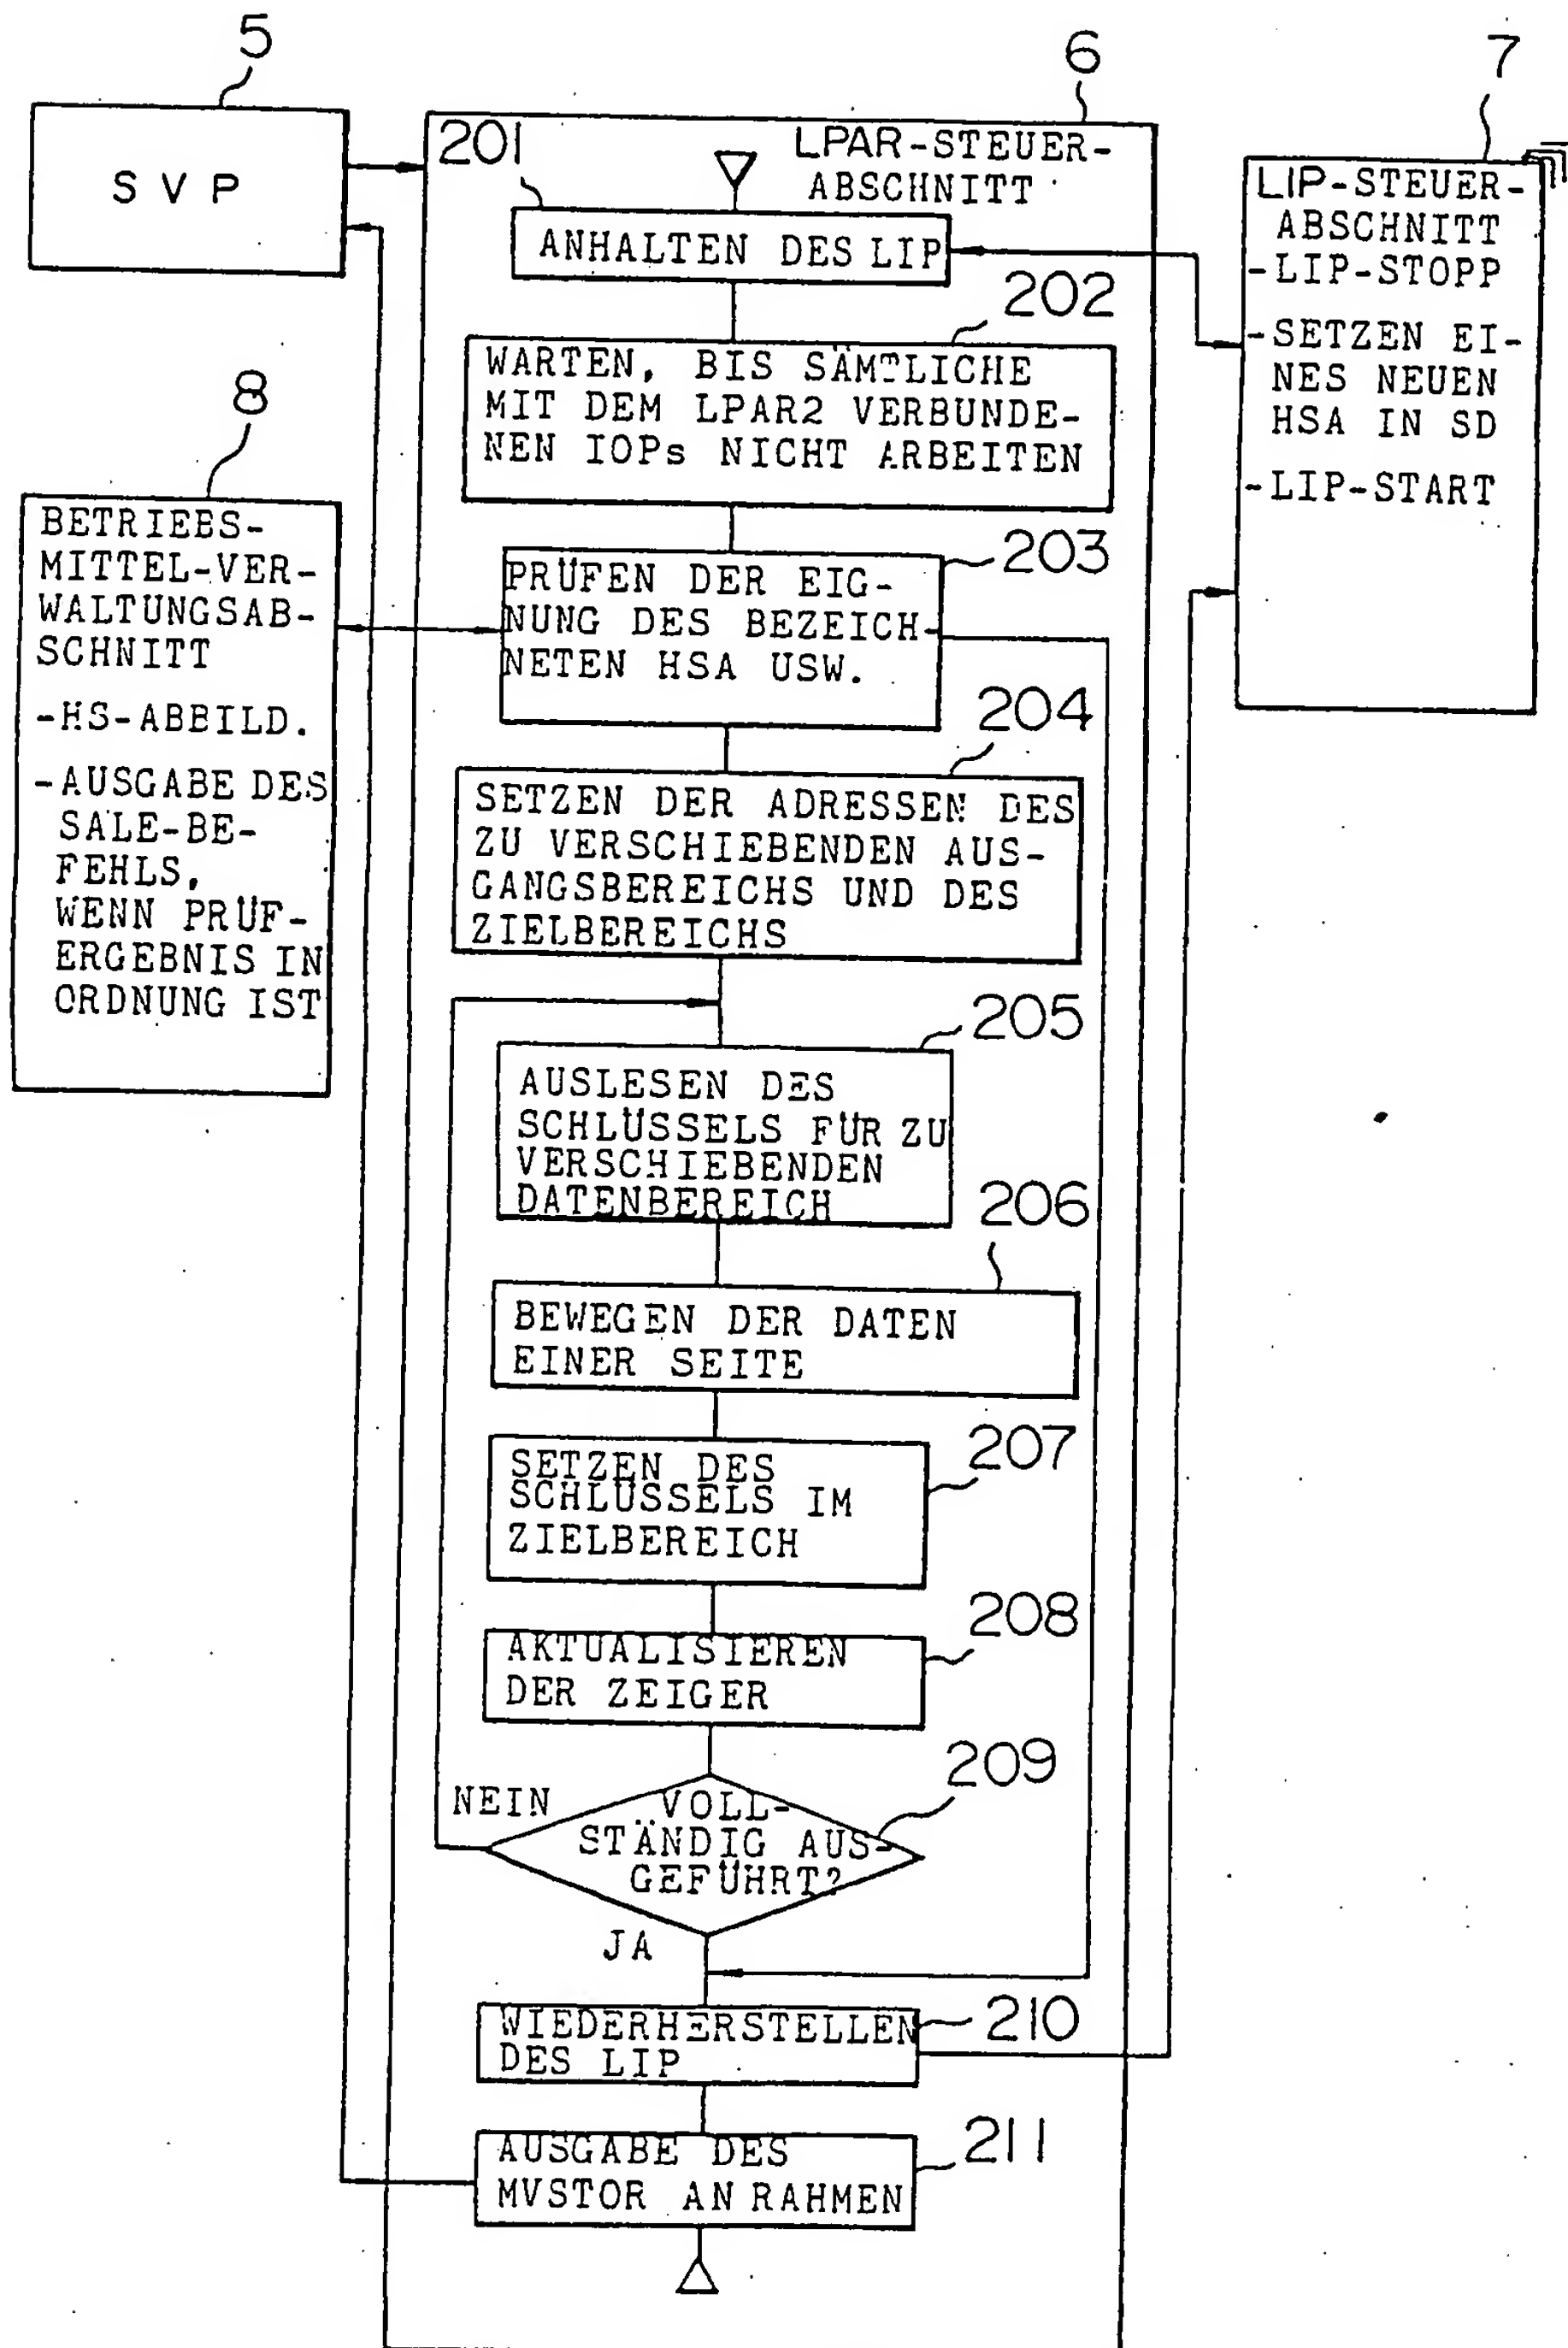 5
6
7
SVP
201
LPAR-STEUER-
ABSCHNITT
LIP-STEUER-
ABSCHNITT
-LIP-STOPP
-SETZEN EI-
NES NEUEN
HSA IN SD
-LIP-START
ANHALTEN DES LIP
202
WARTEN, BIS SÄMTLICHE
MIT DEM LPAR2 VERBUNDE-
NEN IOPs NICHT ARBEITEN
8
BETRIEBS-
MITTEL-VER-
WALTUNGSAB-
SCHNITT
-HS-ABBILD.
-AUSGABE DES
SALE-BE-
FEHLS,
WENN PRÜF-
ERGEBNIS IN
ORDNUNG IST
203
PRÜFEN DER EIG-
NUNG DES BEZEICH-
NETEN HSA USW.
204
SETZEN DER ADRESSEN DES
ZU VERSCHIEBENDEN AUS-
GANGSBEREICHS UND DES
ZIELBEREICHS
205
AUSLESEN DES
SCHLÜSSELS FÜR ZU
VERSCHIEBENDEN
DATENBEREICH
206
BEWEGEN DER DATEN
EINER SEITE
207
SETZEN DES
SCHLÜSSELS IM
ZIELBEREICH
208
AKTUALISIEREN
DER ZEIGER
209
NEIN
VOLL-
STÄNDIG AUS-
GEFÜHRT?
JA
210
WIEDERHERSTELLEN
DES LIP
211
AUSGABE DES
MVSTOR AN RAHMEN